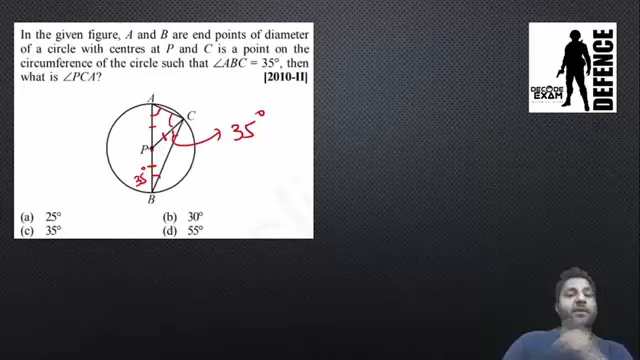 In the given figure, A and B are end points of diameter
of a circle with centres at P and C is a point on the
circumference of the circle such that ∠ABC = 35°, then
what is ∠PCA? [2010-II]
A
C
35°
P
35°
B
(a) 25° (b) 30°
(c) 35° (d) 55°
DECODE
EXAM
DEFENCE